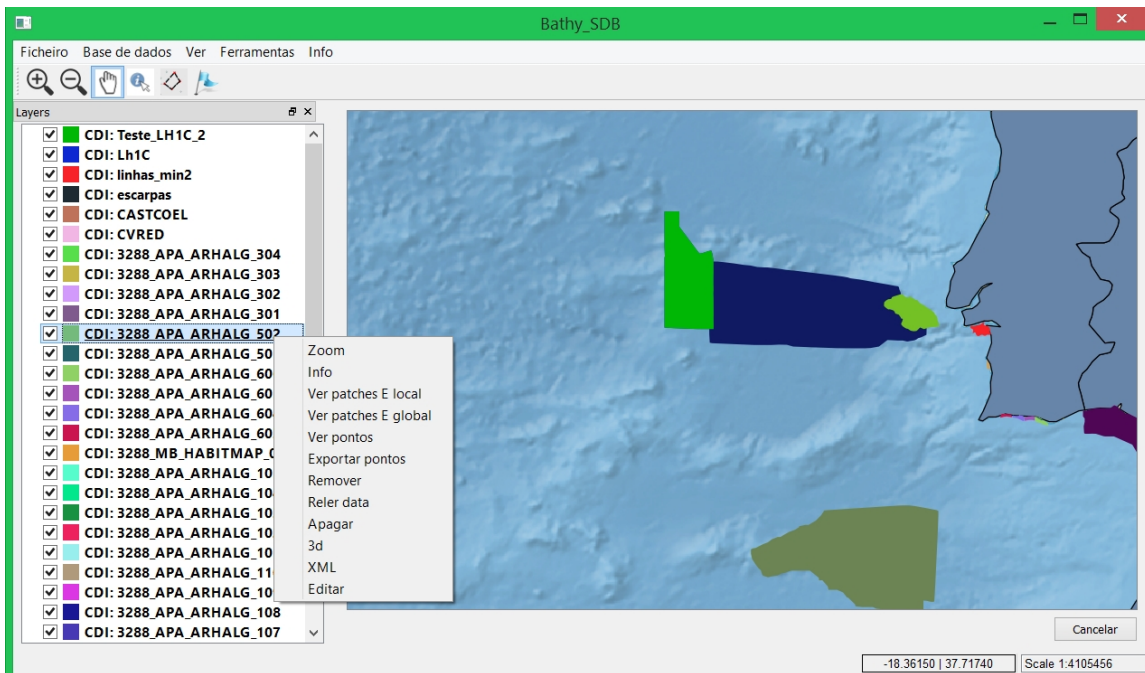 Bathy_SDB
Ficheiro Base de dados Ver Ferramentas Info
Layers
CDI: Teste_LH1C_2
CDI: Lh1C
CDI: linhas_min2
CDI: escarpas
CDI: CASTCOEL
CDI: CVRED
CDI: 3288_APA_ARHALG_304
CDI: 3288_APA_ARHALG_303
CDI: 3288_APA_ARHALG_302
CDI: 3288_APA_ARHALG_301
CDI: 3288_APA_ARHALG_502
CDI: 3288_APA_ARHALG_50
CDI: 3288_APA_ARHALG_60
CDI: 3288_APA_ARHALG_60
CDI: 3288_APA_ARHALG_60
CDI: 3288_APA_ARHALG_60
CDI: 3288_MB_HABITMAP_0
CDI: 3288_APA_ARHALG_10
CDI: 3288_APA_ARHALG_10
CDI: 3288_APA_ARHALG_10
CDI: 3288_APA_ARHALG_10
CDI: 3288_APA_ARHALG_10
CDI: 3288_APA_ARHALG_11
CDI: 3288_APA_ARHALG_10
CDI: 3288_APA_ARHALG_108
CDI: 3288_APA_ARHALG_107
Zoom
Info
Ver patches E local
Ver patches E global
Ver pontos
Exportar pontos
Remover
Reler data
Apagar
3d
XML
Editar
Cancelar
-18.36150 | 37.71740
Scale 1:4105456